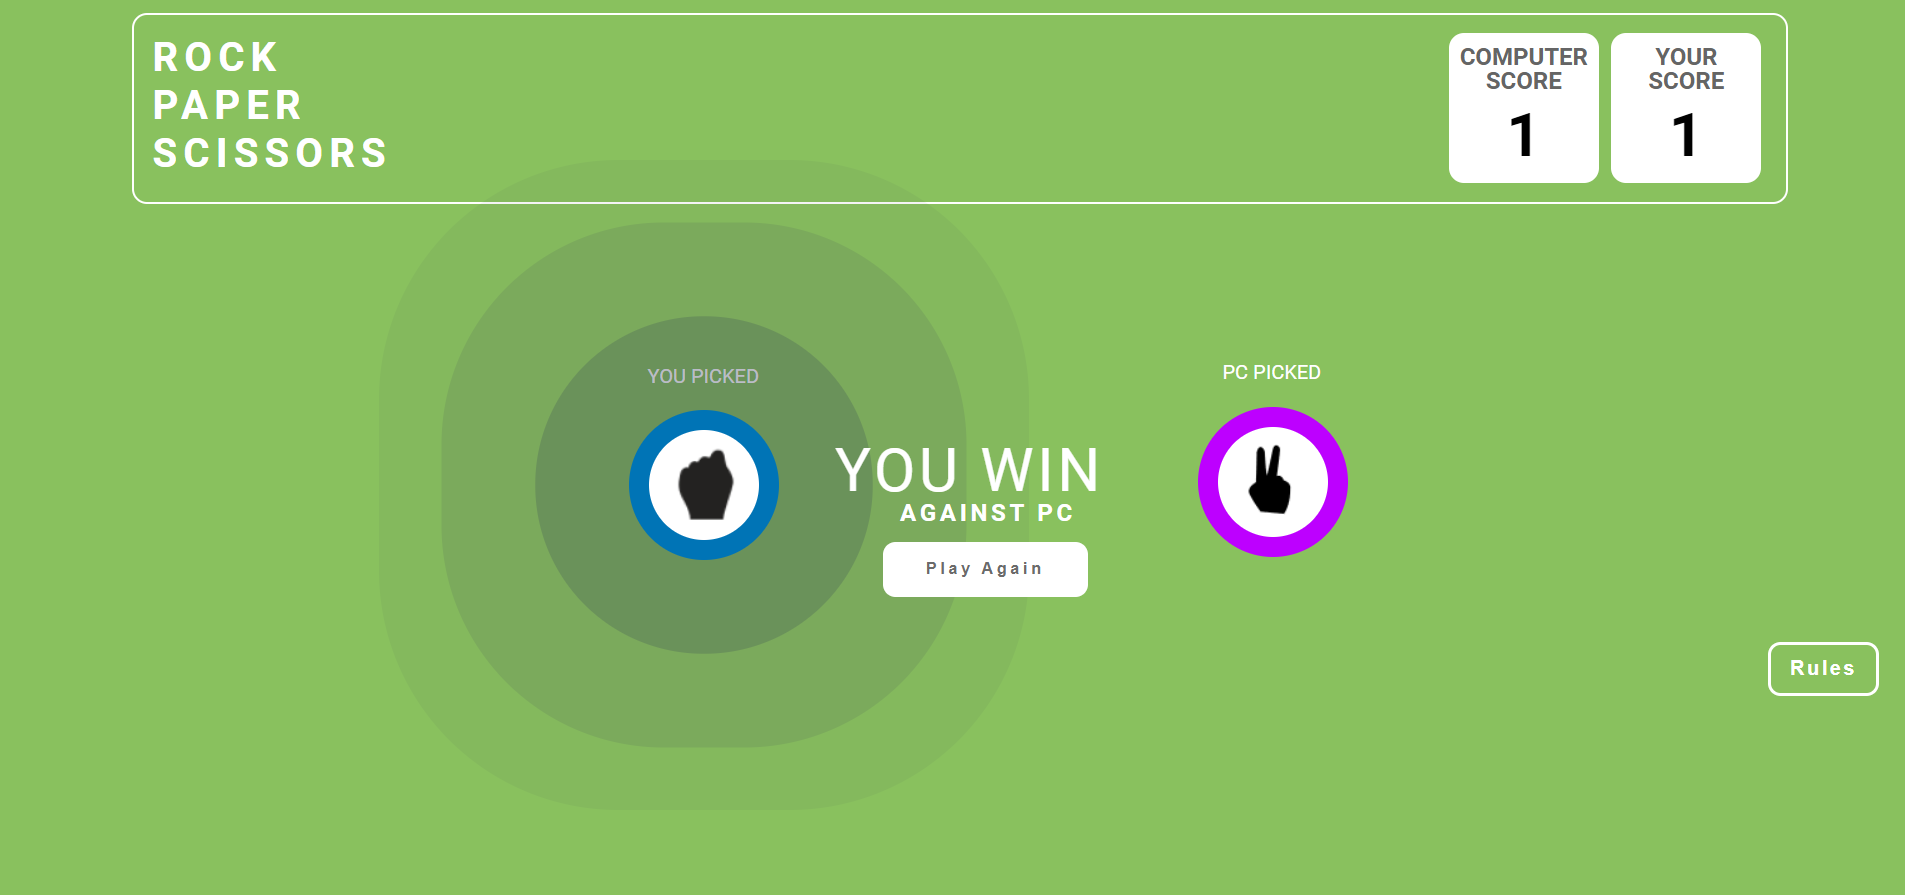 ROCK
PAPER
SCISSORS
COMPUTER
SCORE
1
YOUR
SCORE
1
YOU PICKED
PC PICKED
YOU WIN
AGAINST PC
Play Again
Rules